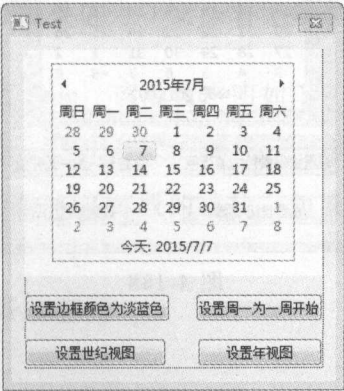 Test
2015年7月
周日 周一 周二 周三 周四 周五 周六
28 29 30 1 2 3 4
5 6 7 8 9 10 11
12 13 14 15 16 17 18
19 20 21 22 23 24 25
26 27 28 29 30 31 1
2 3 4 5 6 7 8
今天: 2015/7/7
设置边框颜色为淡蓝色 设置周一为一周开始
设置世纪视图 设置年视图